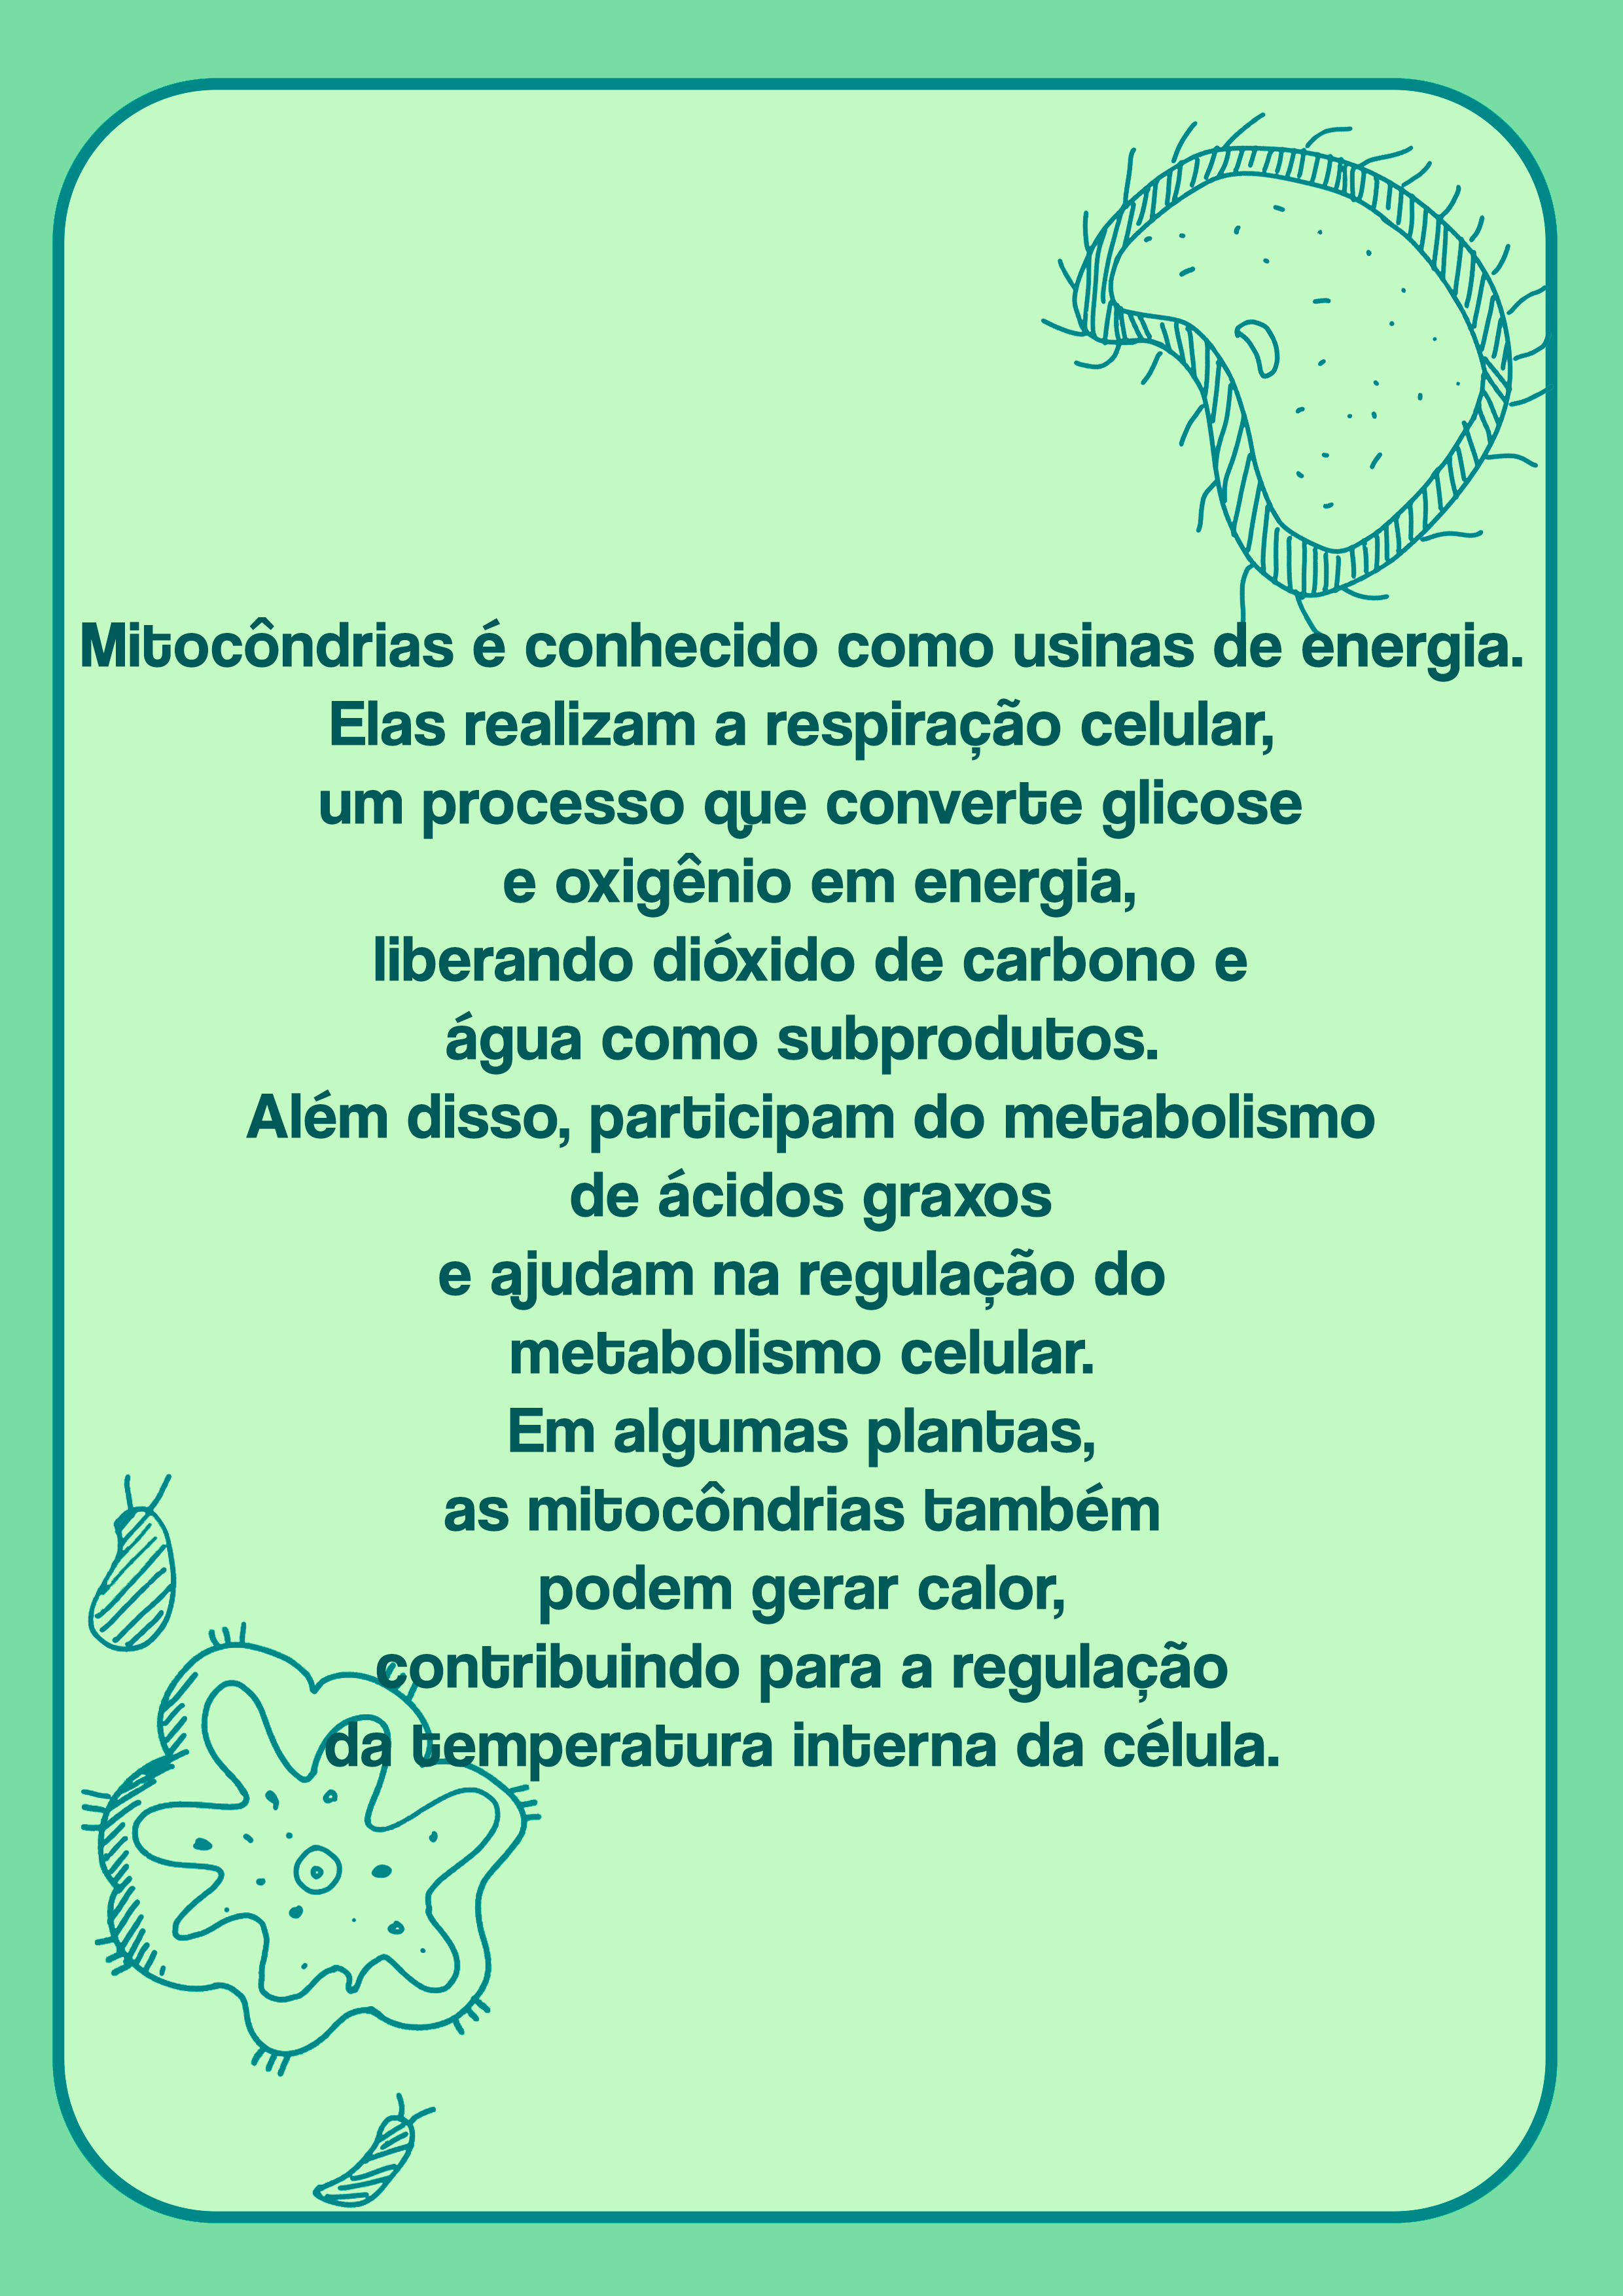 Mitocôndrias é conhecido como usinas de energia.
Elas realizam a respiração celular,
um processo que converte glicose
e oxigênio em energia,
liberando dióxido de carbono e
água como subprodutos.
Além disso, participam do metabolismo
de ácidos graxos
e ajudam na regulação do
metabolismo celular.
Em algumas plantas,
as mitocôndrias também
podem gerar calor,
contribuindo para a regulação
da temperatura interna da célula.